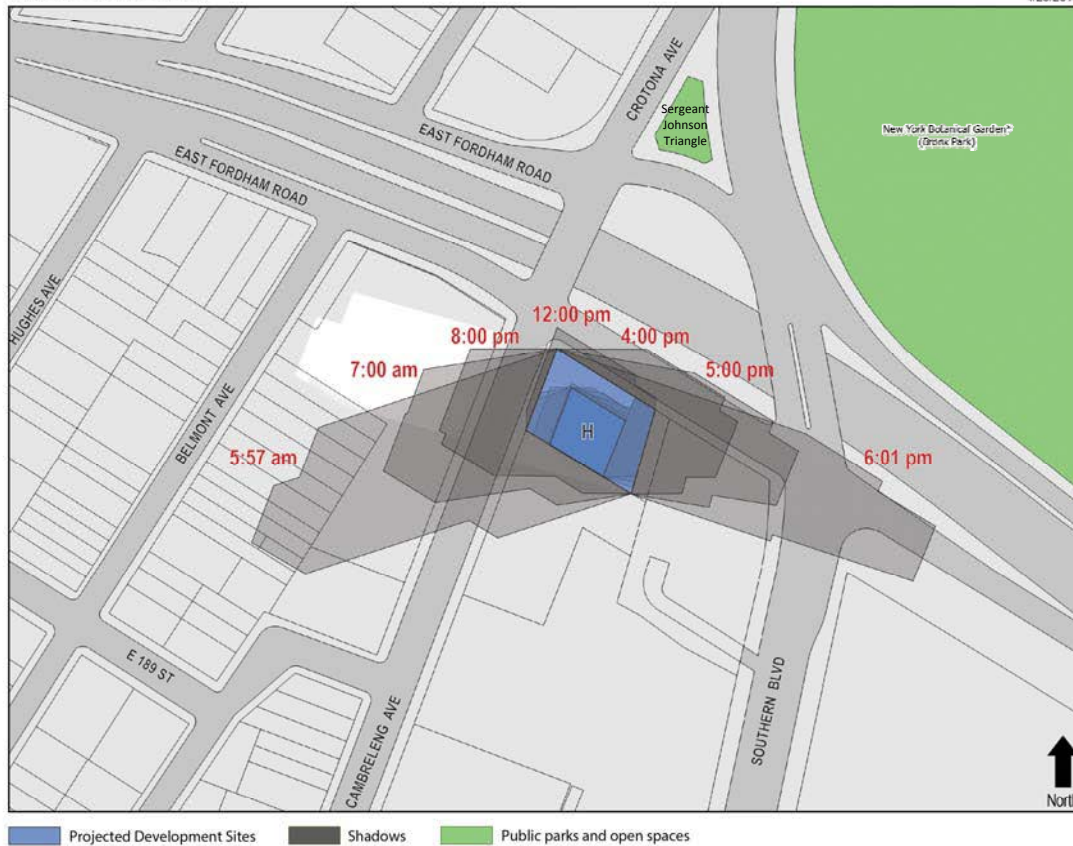 CROTONA AVE
Sergeant
Johnson
Triangle
New York Botanical Garden*
(Bronx Park)
EAST FORDHAM ROAD
EAST FORDHAM ROAD
HUGHES AVE
12:00 pm
8:00 pm
4:00 pm
7:00 am
5:00 pm
BELMONT AVE
H
5:57 am
6:01 pm
E 189 ST
CAMBRELENG AVE
SOUTHERN BLVD
North
Projected Development Sites
Shadows
Public parks and open spaces